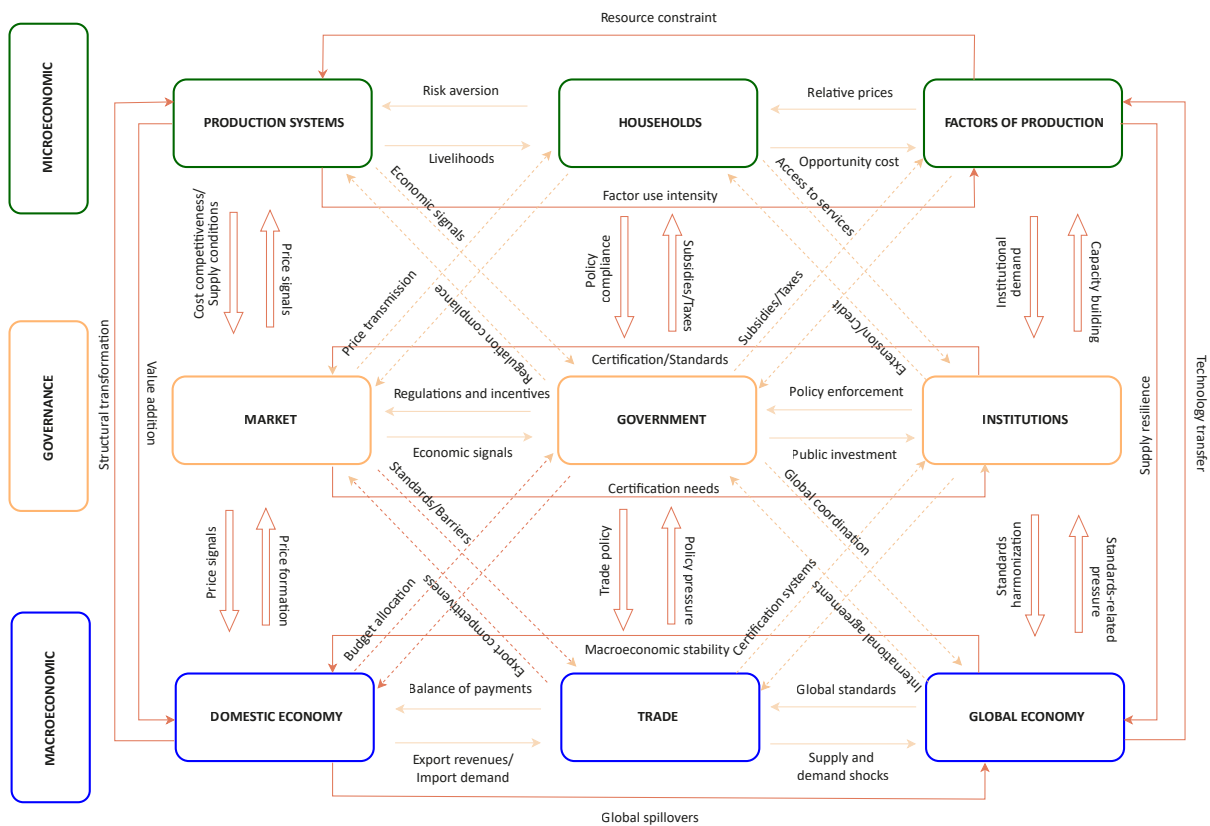 Resource constraint
MICROECONOMIC
PRODUCTION SYSTEMS
Risk aversion
Livelihoods
HOUSEHOLDS
Relative prices
Opportunity cost
FACTORS OF PRODUCTION
Economic signals
Factor use intensity
Access to services
Cost competitiveness/
Supply conditions
Price signals
Policy
compliance
Subsidies/Taxes
Institutional
demand
Capacity building
Price transmission
Regulation compliance
Subsidies/Taxes
Extension/Credit
Structural transformation
Value addition
Supply resilience
Technology transfer
GOVERNANCE
Certification/Standards
MARKET
Regulations and incentives
Economic signals
GOVERNMENT
Policy enforcement
Public investment
INSTITUTIONS
Certification needs
Standards/Barriers
Global coordination
Price signals
Price formation
Trade policy
Policy pressure
Standards
harmonization
Standards-related
pressure
Budget allocation
Export competitiveness
Certification systems
International agreements
MACROECONOMIC
Macroeconomic stability
DOMESTIC ECONOMY
Balance of payments
Export revenues/
Import demand
TRADE
Global standards
Supply and
demand shocks
GLOBAL ECONOMY
Global spillovers